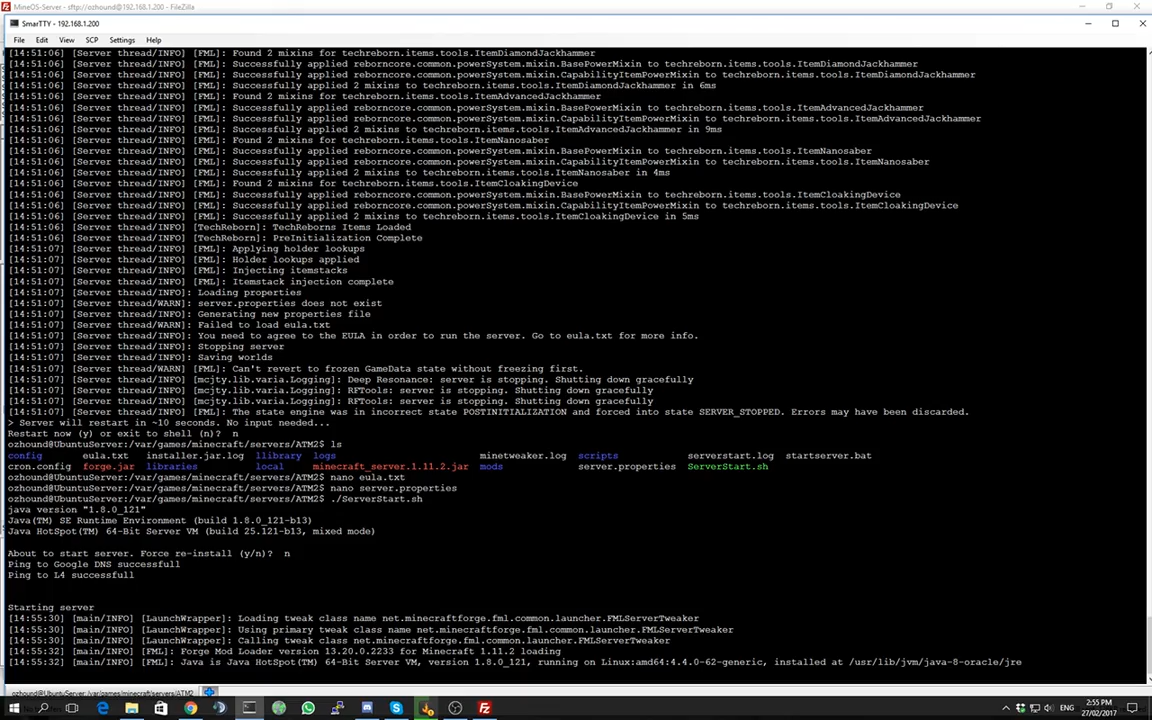 MineOS-Server - sftp://ozhound@192.168.1.200 - FileZilla
SmarTTY - 192.168.1.200
File Edit View SCP Settings Help
[14:51:06] [Server thread/INFO] [FML]: Found 2 mixins for techreborn.items.tools.ItemDiamondJackhammer
[14:51:06] [Server thread/INFO] [FML]: Successfully applied reborncore.common.powerSystem.mixin.BasePowerMixin to techreborn.items.tools.ItemDiamondJackhammer
[14:51:06] [Server thread/INFO] [FML]: Successfully applied reborncore.common.powerSystem.mixin.CapabilityItemPowerMixin to techreborn.items.tools.ItemDiamondJackhammer
[14:51:06] [Server thread/INFO] [FML]: Successfully applied 2 mixins to techreborn.items.tools.ItemDiamondJackhammer in 6ms
[14:51:06] [Server thread/INFO] [FML]: Found 2 mixins for techreborn.items.tools.ItemAdvancedJackhammer
[14:51:06] [Server thread/INFO] [FML]: Successfully applied reborncore.common.powerSystem.mixin.BasePowerMixin to techreborn.items.tools.ItemAdvancedJackhammer
[14:51:06] [Server thread/INFO] [FML]: Successfully applied reborncore.common.powerSystem.mixin.CapabilityItemPowerMixin to techreborn.items.tools.ItemAdvancedJackhammer
[14:51:06] [Server thread/INFO] [FML]: Successfully applied 2 mixins to techreborn.items.tools.ItemAdvancedJackhammer in 9ms
[14:51:06] [Server thread/INFO] [FML]: Found 2 mixins for techreborn.items.tools.ItemNanosaber
[14:51:06] [Server thread/INFO] [FML]: Successfully applied reborncore.common.powerSystem.mixin.BasePowerMixin to techreborn.items.tools.ItemNanosaber
[14:51:06] [Server thread/INFO] [FML]: Successfully applied reborncore.common.powerSystem.mixin.CapabilityItemPowerMixin to techreborn.items.tools.ItemNanosaber
[14:51:06] [Server thread/INFO] [FML]: Successfully applied 2 mixins to techreborn.items.tools.ItemNanosaber in 4ms
[14:51:06] [Server thread/INFO] [FML]: Found 2 mixins for techreborn.items.tools.ItemCloakingDevice
[14:51:06] [Server thread/INFO] [FML]: Successfully applied reborncore.common.powerSystem.mixin.BasePowerMixin to techreborn.items.tools.ItemCloakingDevice
[14:51:06] [Server thread/INFO] [FML]: Successfully applied reborncore.common.powerSystem.mixin.CapabilityItemPowerMixin to techreborn.items.tools.ItemCloakingDevice
[14:51:06] [Server thread/INFO] [FML]: Successfully applied 2 mixins to techreborn.items.tools.ItemCloakingDevice in 5ms
[14:51:06] [Server thread/INFO] [TechReborn]: TechReborns Items Loaded
[14:51:06] [Server thread/INFO] [TechReborn]: PreInitialization Complete
[14:51:07] [Server thread/INFO] [FML]: Applying holder lookups
[14:51:07] [Server thread/INFO] [FML]: Holder lookups applied
[14:51:07] [Server thread/INFO] [FML]: Injecting itemstacks
[14:51:07] [Server thread/INFO] [FML]: Itemstack injection complete
[14:51:07] [Server thread/INFO]: Loading properties
[14:51:07] [Server thread/WARN]: server.properties does not exist
[14:51:07] [Server thread/INFO]: Generating new properties file
[14:51:07] [Server thread/WARN]: Failed to load eula.txt
[14:51:07] [Server thread/INFO]: You need to agree to the EULA in order to run the server. Go to eula.txt for more info.
[14:51:07] [Server thread/INFO]: Stopping server
[14:51:07] [Server thread/INFO]: Saving worlds
[14:51:07] [Server thread/WARN] [FML]: Can't revert to frozen GameData state without freezing first.
[14:51:07] [Server thread/INFO] [mcjty.lib.varia.Logging]: Deep Resonance: server is stopping. Shutting down gracefully
[14:51:07] [Server thread/INFO] [mcjty.lib.varia.Logging]: RFTools: server is stopping. Shutting down gracefully
[14:51:07] [Server thread/INFO] [mcjty.lib.varia.Logging]: RFTools: server is stopping. Shutting down gracefully
[14:51:07] [Server thread/INFO] [FML]: The state engine was in incorrect state POSTINITIALIZATION and forced into state SERVER_STOPPED. Errors may have been discarded.
> Server will restart in ~10 seconds. No input needed...
Restart now (y) or exit to shell (n)? n
ozhound@UbuntuServer:/var/games/minecraft/servers/ATM2$ ls
config eula.txt installer.jar.log llibrary logs minetweaker.log scripts serverstart.log startserver.bat
cron.config forge.jar libraries local minecraft_server.1.11.2.jar mods server.properties ServerStart.sh
ozhound@UbuntuServer:/var/games/minecraft/servers/ATM2$ nano eula.txt
ozhound@UbuntuServer:/var/games/minecraft/servers/ATM2$ nano server.properties
ozhound@UbuntuServer:/var/games/minecraft/servers/ATM2$ ./ServerStart.sh
java version "1.8.0_121"
Java(TM) SE Runtime Environment (build 1.8.0_121-b13)
Java HotSpot(TM) 64-Bit Server VM (build 25.121-b13, mixed mode)
About to start server. Force re-install (y/n)? n
Ping to Google DNS successfull
Ping to L4 successfull
Starting server
[14:55:30] [main/INFO] [LaunchWrapper]: Loading tweak class name net.minecraftforge.fml.common.launcher.FMLServerTweaker
[14:55:30] [main/INFO] [LaunchWrapper]: Using primary tweak class name net.minecraftforge.fml.common.launcher.FMLServerTweaker
[14:55:30] [main/INFO] [LaunchWrapper]: Calling tweak class net.minecraftforge.fml.common.launcher.FMLServerTweaker
[14:55:32] [main/INFO] [FML]: Forge Mod Loader version 13.20.0.2233 for Minecraft 1.11.2 loading
[14:55:32] [main/INFO] [FML]: Java is Java HotSpot(TM) 64-Bit Server VM, version 1.8.0_121, running on Linux:amd64:4.4.0-62-generic, installed at /usr/lib/jvm/java-8-oracle/jre
ozhound@UbuntuServer:/var/games/minecraft/servers/ATM2
ENG
2:55 PM
27/02/2017